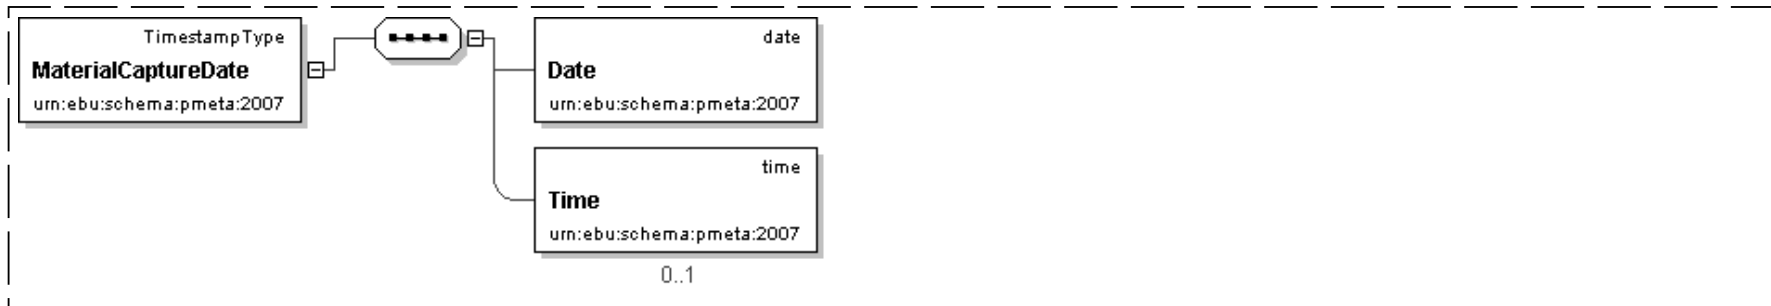 TimestampType
MaterialCaptureDate
urn:ebu:schema:pmeta:2007
date
Date
urn:ebu:schema:pmeta:2007
time
Time
urn:ebu:schema:pmeta:2007
0..1